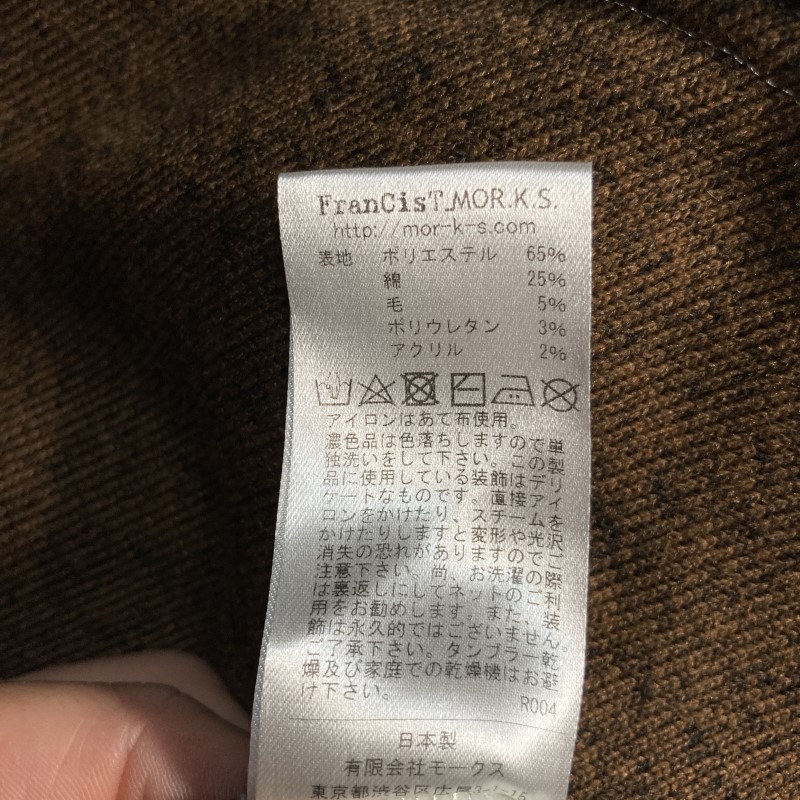 FranCisT_MOR.K.S.
http://mor-k-s.com
表地 ポリエステル 65%
綿 25%
毛 5%
ポリウレタン 3%
アクリル 2%
アイロンはあて布使用。
濃色品は色落ちしますので単
独洗いをして下さい。この製
品に使用している装飾はデリ
ケートなものです。直接アイ
ロンをかけたり、スチームを
かけたりしますと変形や光沢
消失の恐れがありますのでご
注意下さい。尚、お洗濯の際
は裏返しにしてネットのご利
用をお勧めします。また、装
飾は永久的ではございません。
ご了承下さい。タンブラー乾
燥及び家庭での乾燥機はお避
け下さい。
R004
日本製
有限会社モークス
東京都渋谷区広尾3-1-15